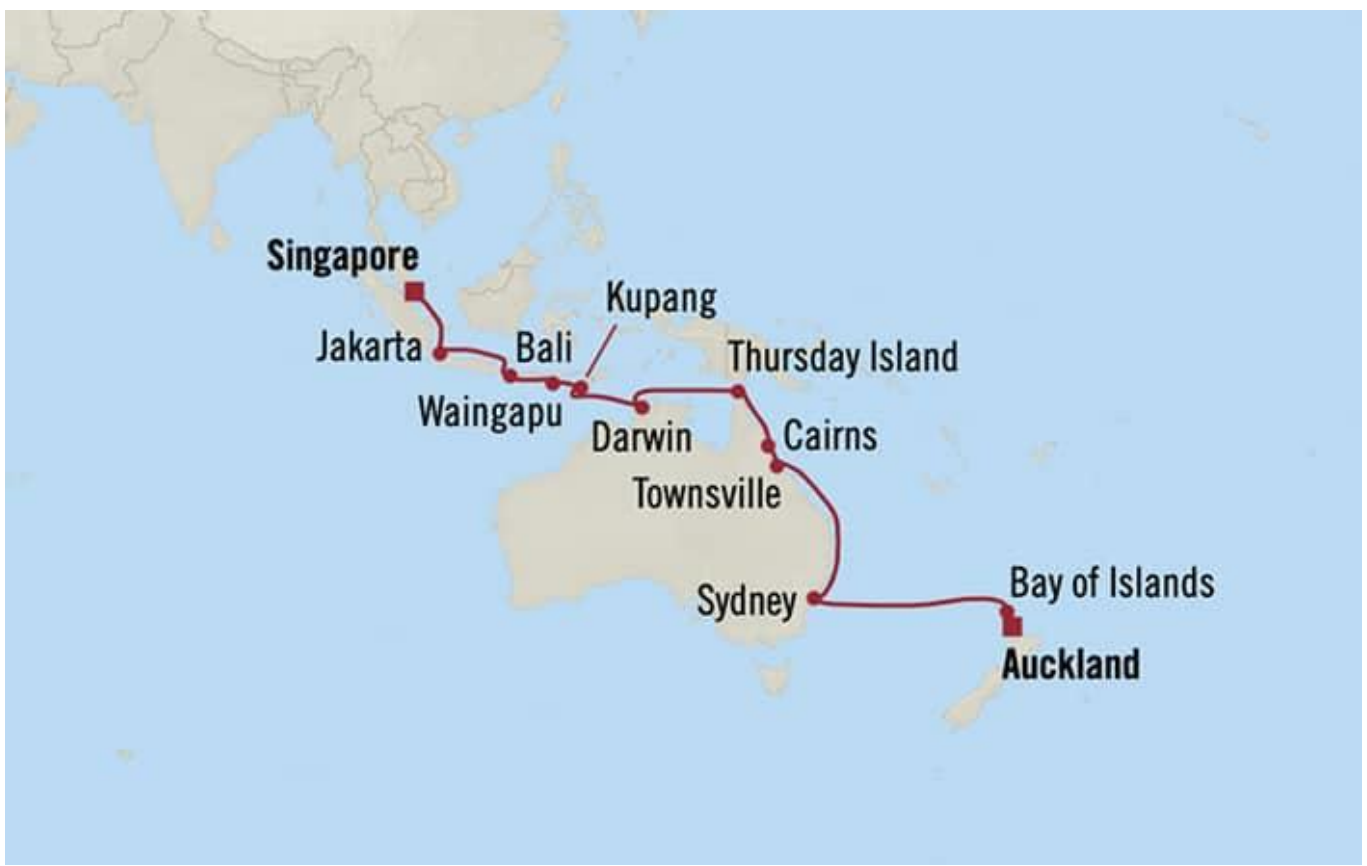 Singapore
Kupang
Jakarta
Bali
Thursday Island
Waingapu
Darwin
Cairns
Townsville
Bay of Islands
Sydney
Auckland